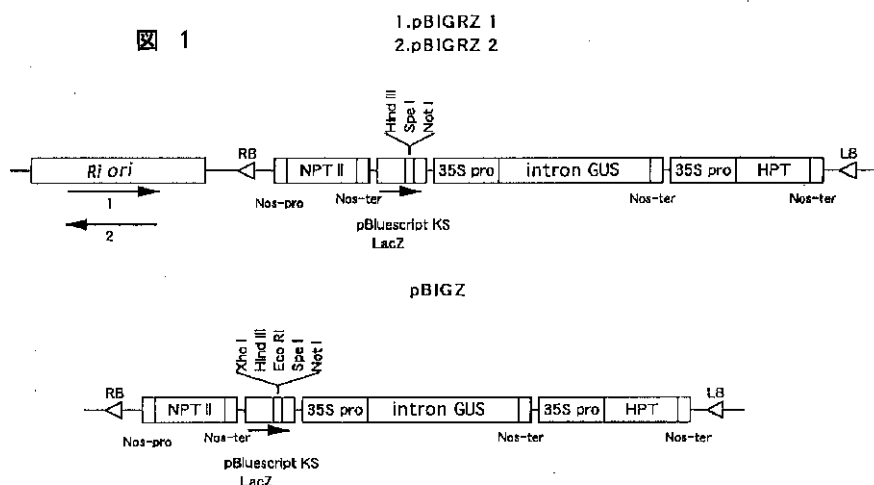 図 1
1.pBIGRZ 1
2.pBIGRZ 2
Hind III
Spe I
Not I
RB
LB
Ri ori
NPT II
35S pro
intron GUS
35S pro
HPT
1
2
Nos-pro
Nos-ter
Nos-ter
Nos-ter
pBluescript KS
LacZ
pBIGZ
Xho I
Hind III
Eco RI
Spe I
Not I
RB
LB
NPT II
35S pro
intron GUS
35S pro
HPT
Nos-pro
Nos-ter
Nos-ter
Nos-ter
pBluescript KS
LacZ